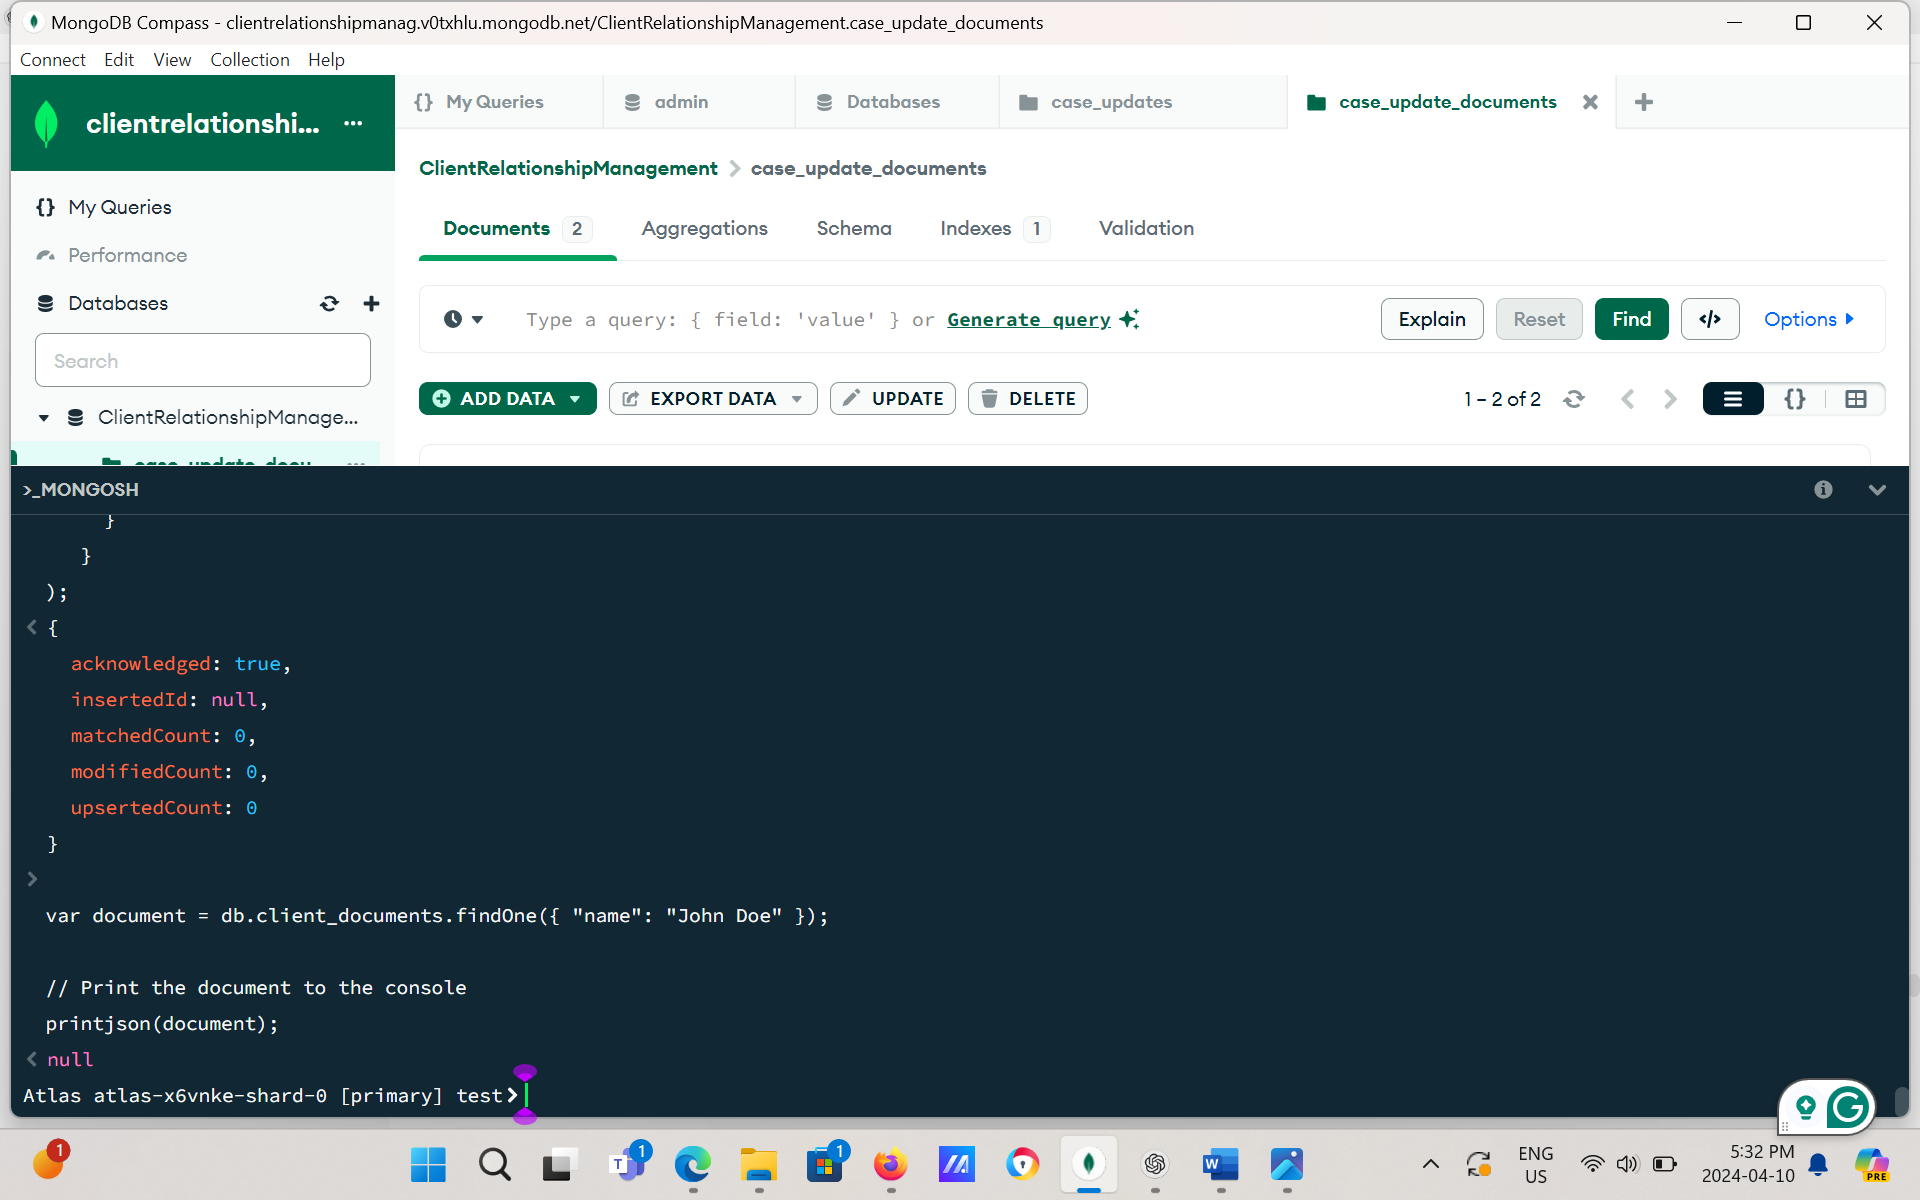 MongoDB Compass - clientrelationshipmanag.v0txhlu.mongodb.net/ClientRelationshipManagement.case_update_documents
Connect Edit View Collection Help
clientrelationshi... ...
{} My Queries admin Databases case_updates case_update_documents
ClientRelationshipManagement > case_update_documents
My Queries
Documents 2 Aggregations Schema Indexes 1 Validation
Performance
Databases
Type a query: { field: 'value' } or Generate query
Explain Reset Find </> Options
Search
ADD DATA EXPORT DATA UPDATE DELETE 1 – 2 of 2 {}
ClientRelationshipManage...
case_update_docu...
>_MONGOSH
}
}
);
< {
acknowledged: true,
insertedId: null,
matchedCount: 0,
modifiedCount: 0,
upsertedCount: 0
}
>
var document = db.client_documents.findOne({ "name": "John Doe" });
// Print the document to the console
printjson(document);
< null
Atlas atlas-x6vnke-shard-0 [primary] test>
1
1
1
ENG
US
5:32 PM
2024-04-10
PRE